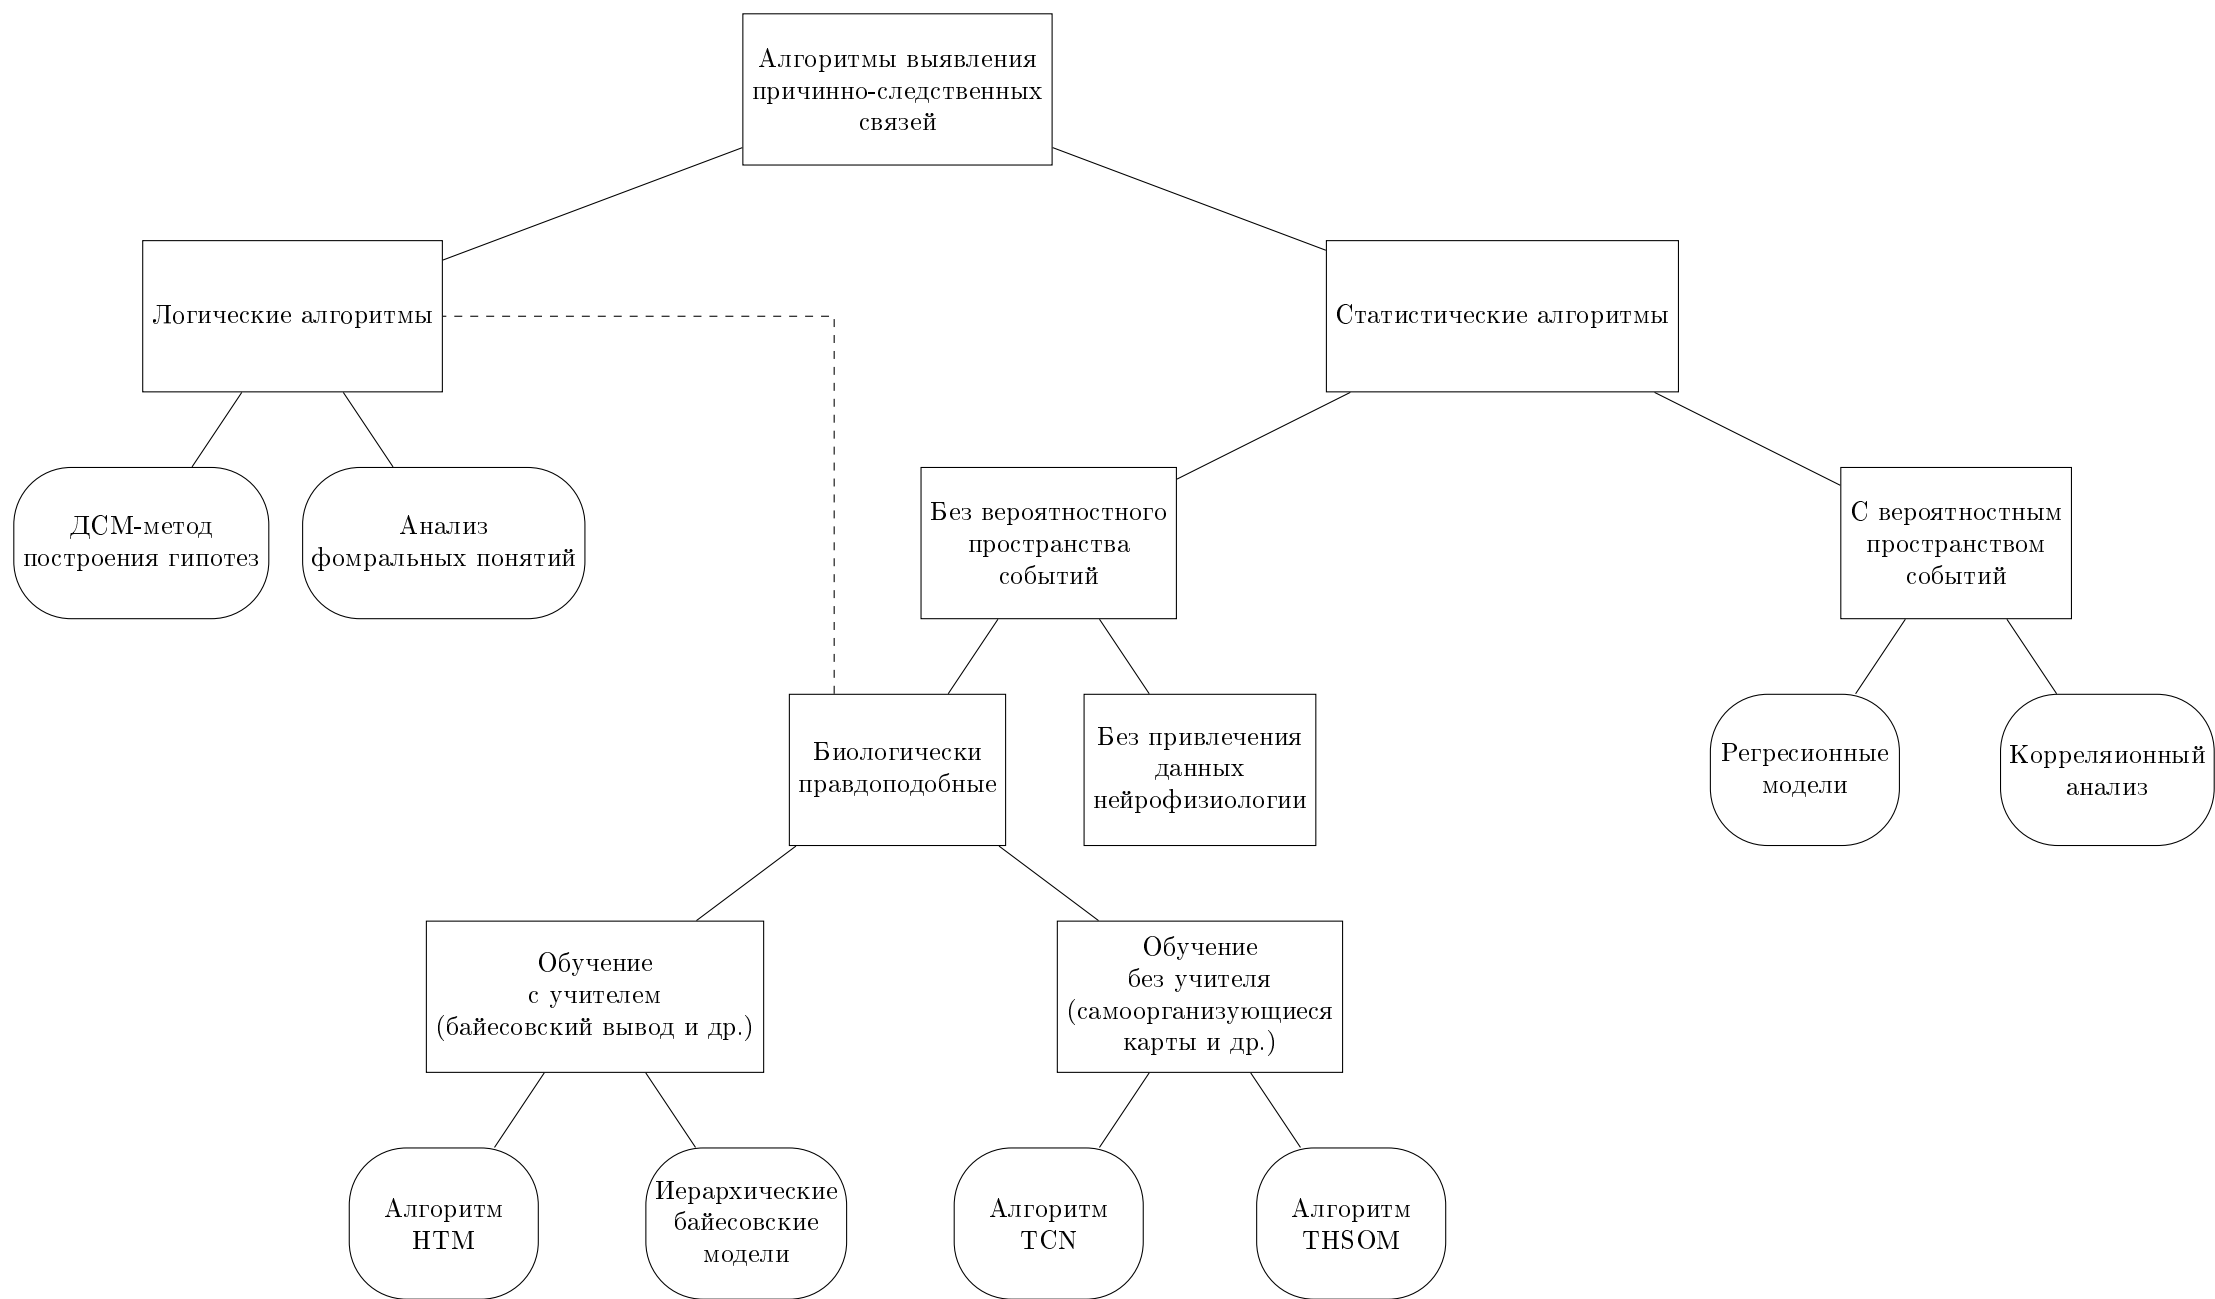 Алгоритмы выявления
причинно-следственных
связей
Логические алгоритмы
Статистические алгоритмы
ДСМ-метод
построения гипотез
Анализ
фомральных понятий
Без вероятностного
пространства
событий
С вероятностным
пространством
событий
Биологически
правдоподобные
Без привлечения
данных
нейрофизиологии
Регресионные
модели
Корреляионный
анализ
Обучение
с учителем
(байесовский вывод и др.)
Обучение
без учителя
(самоорганизующиеся
карты и др.)
Алгоритм
HTM
Иерархические
байесовские
модели
Алгоритм
TCN
Алгоритм
THSOM